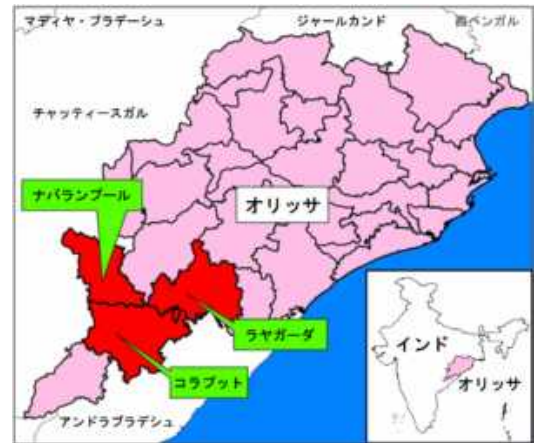 マディヤ・プラデーシュ
ジャールカンド
西ベンガル
チャッティースガル
ナバランプール
オリッサ
ラヤガーダ
コラプット
アンドラプラデシュ
インド
オリッサ